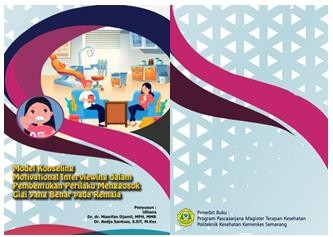 Model Konseling
Motivational Interviewing dalam
Pembentukan Perilaku Menggosok
Gigi yang Benar pada Remaja
Penyusun :
Ulliana
Dr. dr. Masrifan Djamil, MPH, MMR
Dr. Bedjo Santoso, S.SiT, M.Kes
Penerbit Buku :
Program Pascasarjana Magister Terapan Kesehatan
Politeknik Kesehatan Kemenkes Semarang